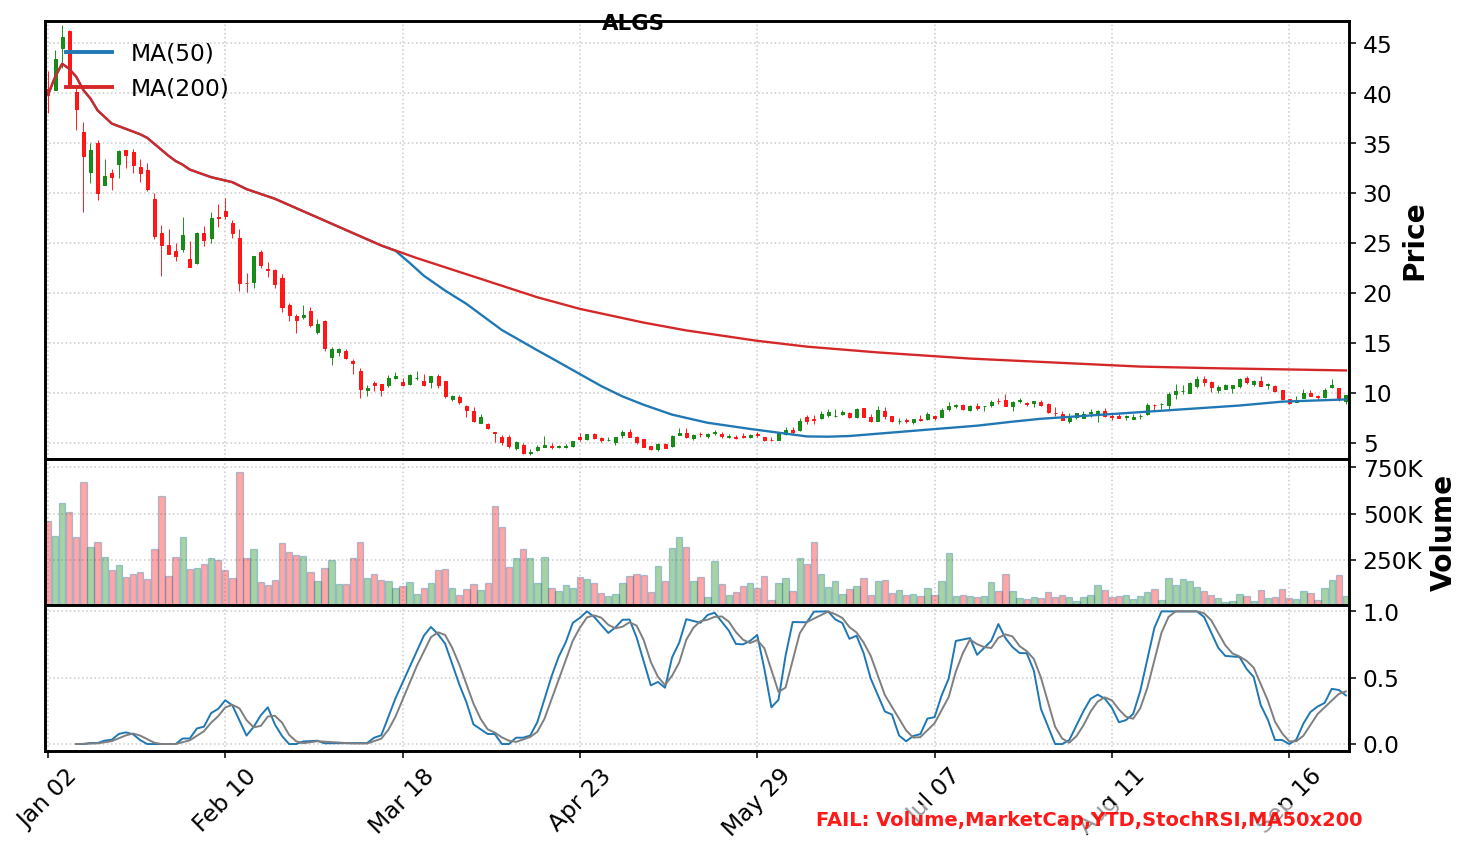 ALGS
MA(50)
MA(200)
45
40
35
30
25
20
15
10
5
Price
750K
500K
250K
Volume
1.0
0.5
0.0
Jan 02
Feb 10
Mar 18
Apr 23
May 29
Jul 07
Aug 11
Sep 16
FAIL: Volume,MarketCap,YTD,StochRSI,MA50x200